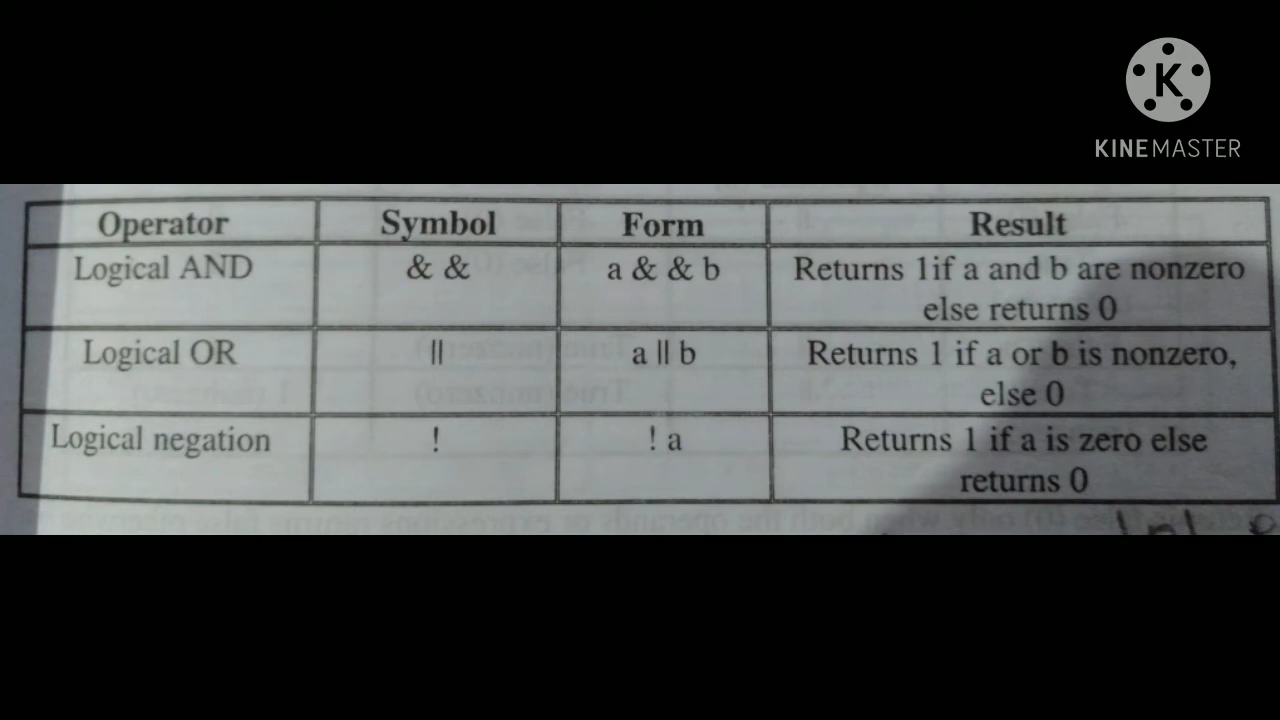 KINEMASTER
Operator Symbol Form Result
Logical AND & & a & & b Returns 1if a and b are nonzero
else returns 0
Logical OR || a || b Returns 1 if a or b is nonzero,
else 0
Logical negation ! ! a Returns 1 if a is zero else
returns 0